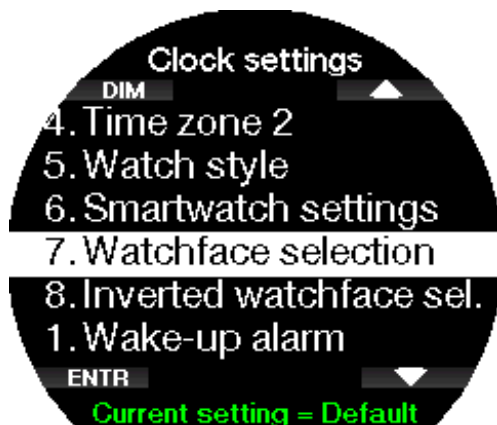 Clock settings
DIM
4. Time zone 2
5. Watch style
6. Smartwatch settings
7. Watchface selection
8. Inverted watchface sel.
1. Wake-up alarm
ENTR
Current setting = Default